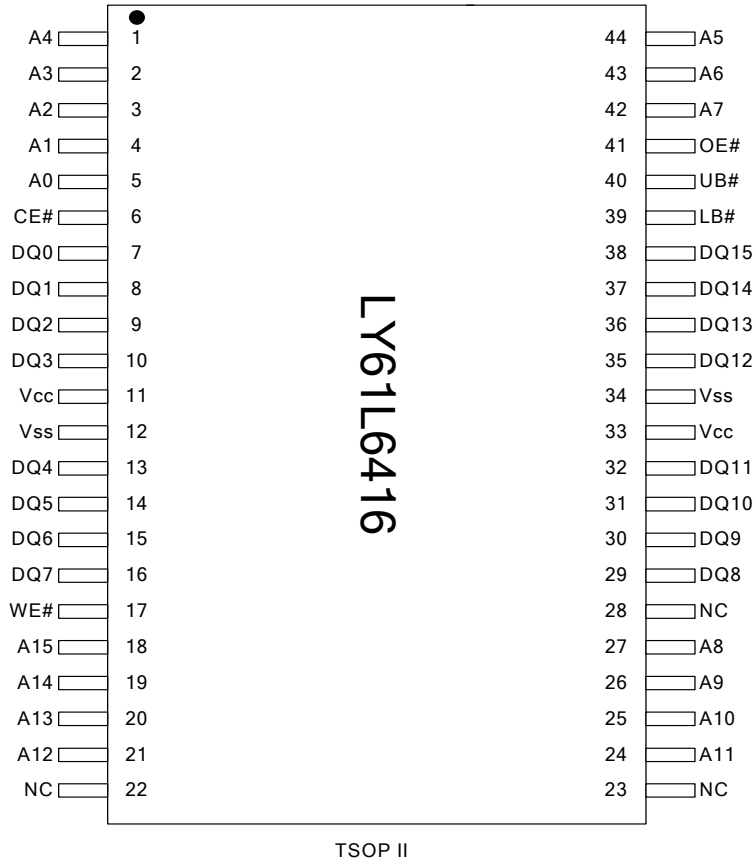 A4 1 44 A5
A3 2 43 A6
A2 3 42 A7
A1 4 41 OE#
A0 5 40 UB#
CE# 6 39 LB#
DQ0 7 38 DQ15
DQ1 8 37 DQ14
DQ2 9 36 DQ13
DQ3 10 35 DQ12
Vcc 11 34 Vss
Vss 12 33 Vcc
DQ4 13 32 DQ11
DQ5 14 31 DQ10
DQ6 15 30 DQ9
DQ7 16 29 DQ8
WE# 17 28 NC
A15 18 27 A8
A14 19 26 A9
A13 20 25 A10
A12 21 24 A11
NC 22 23 NC
LY61L6416
TSOP II